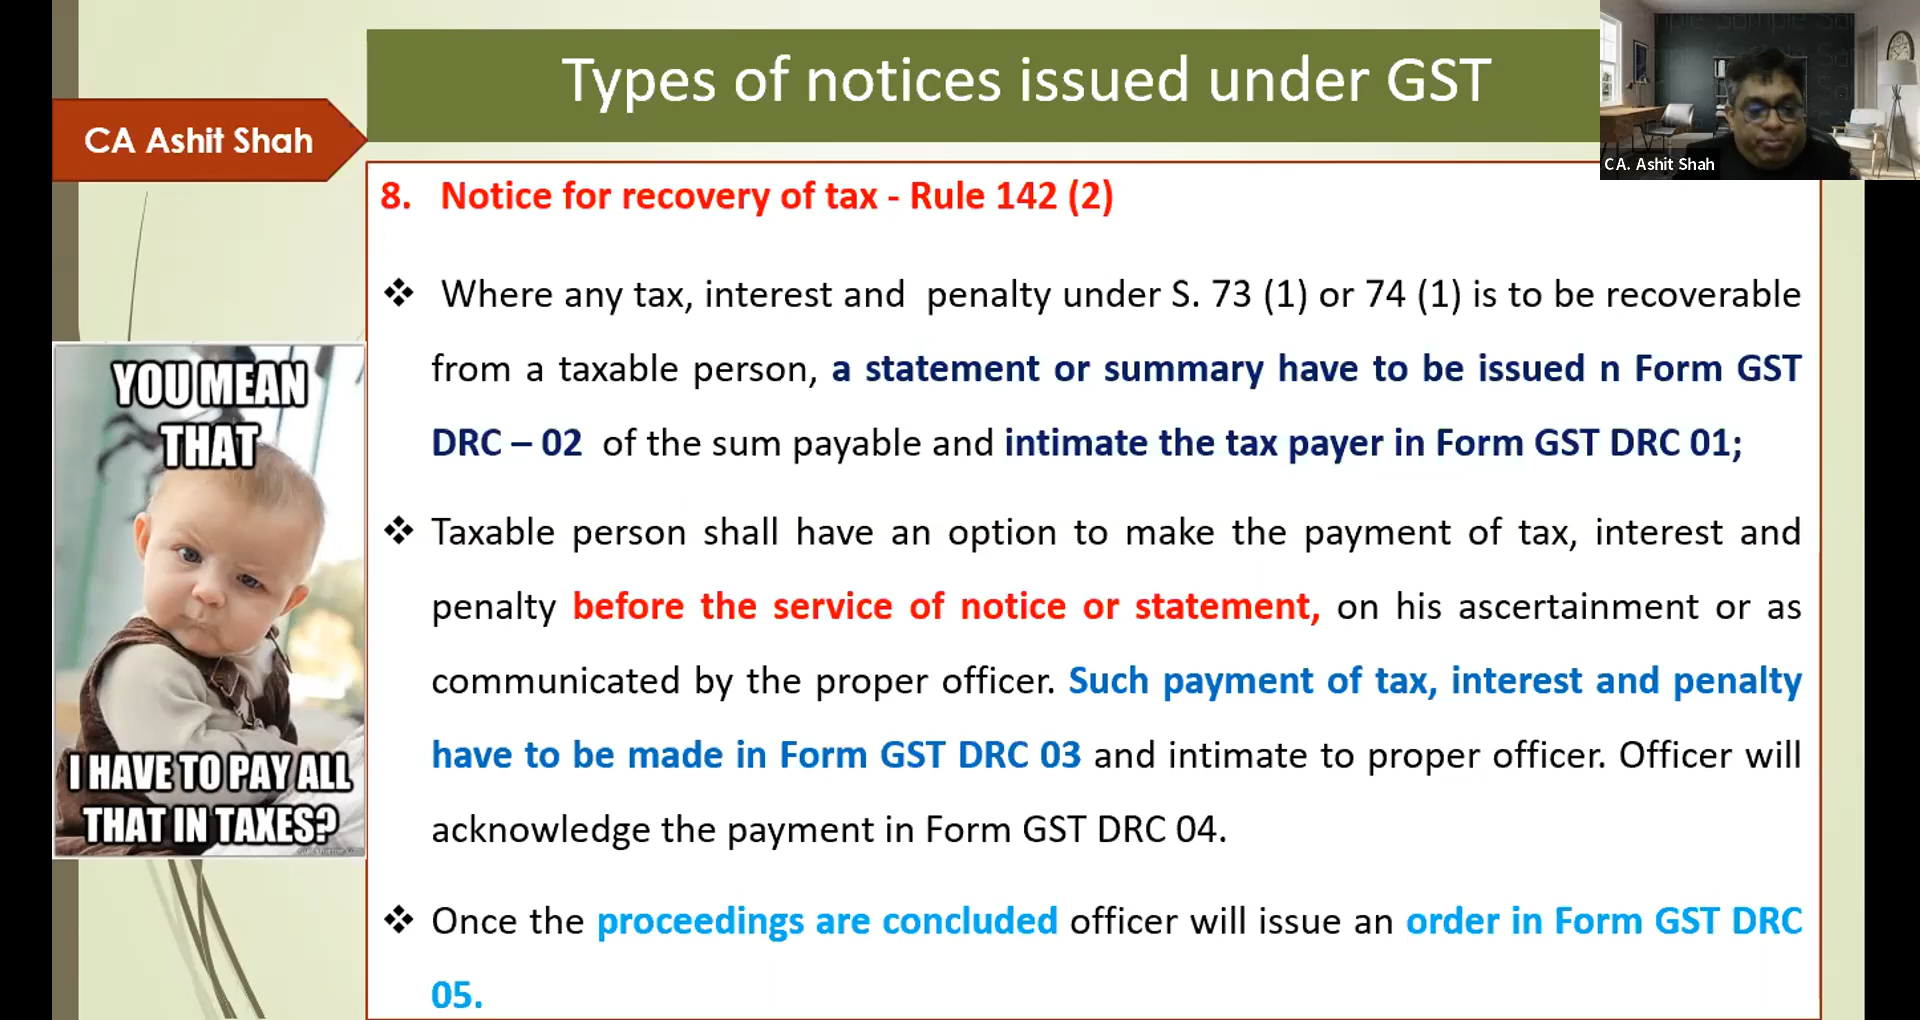 Types of notices issued under GST
CA Ashit Shah
CA. Ashit Shah
8. Notice for recovery of tax - Rule 142 (2)
❖ Where any tax, interest and penalty under S. 73 (1) or 74 (1) is to be recoverable
from a taxable person, a statement or summary have to be issued n Form GST
DRC – 02 of the sum payable and intimate the tax payer in Form GST DRC 01;
❖ Taxable person shall have an option to make the payment of tax, interest and
penalty before the service of notice or statement, on his ascertainment or as
communicated by the proper officer. Such payment of tax, interest and penalty
have to be made in Form GST DRC 03 and intimate to proper officer. Officer will
acknowledge the payment in Form GST DRC 04.
❖ Once the proceedings are concluded officer will issue an order in Form GST DRC
05.
YOU MEAN
THAT
I HAVE TO PAY ALL
THAT IN TAXES?